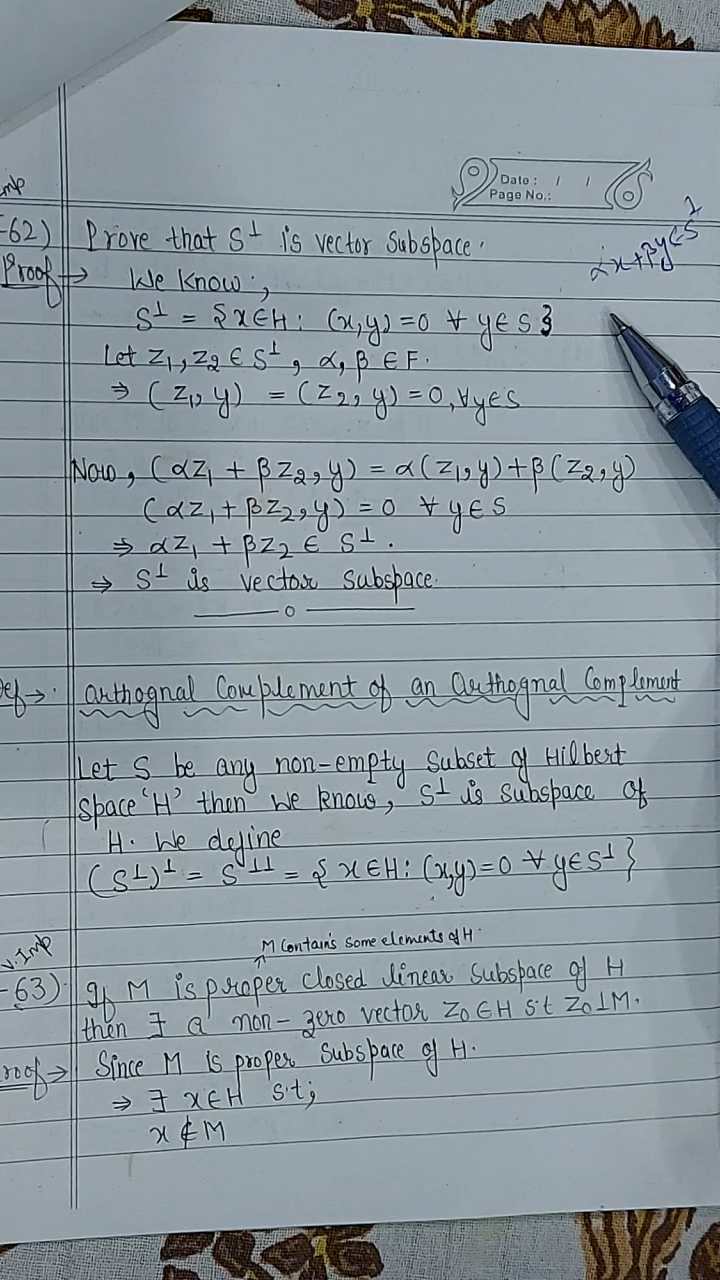 Date : / /
Page No.:
Imp
-62) Prove that S⊥ is vector subspace.
αx+βy∈S⊥
Proof → We know;,
S⊥ = {x∈H: (x,y)=0 ∀ y∈S}
Let Z₁,Z₂ ∈ S⊥, α, β ∈ F.
⇒ (Z₁, y) = (Z₂, y) = 0, ∀y∈S
Now, (αZ₁ + βZ₂, y) = α(Z₁,y)+β(Z₂,y)
(αZ₁+βZ₂,y) = 0 ∀ y∈S
⇒ αZ₁ + βZ₂ ∈ S⊥.
⇒ S⊥ is vector subspace.
—— o ——
Def → Orthognal Complement of an Orthognal Complement
Let S be any non-empty subset of Hilbert
space 'H' then we know, S⊥ is subspace of
H. We define
(S⊥)⊥ = S⊥⊥ = { x∈H: (x,y)=0 ∀ y∈S⊥}
M Contains some elements of H.
V.Imp
-63) If M is proper closed linear subspace of H
then ∃ a non-zero vector Z₀∈H s.t Z₀⊥M.
roof → Since M is proper subspace of H.
⇒ ∃ x∈H s.t;
x∉M